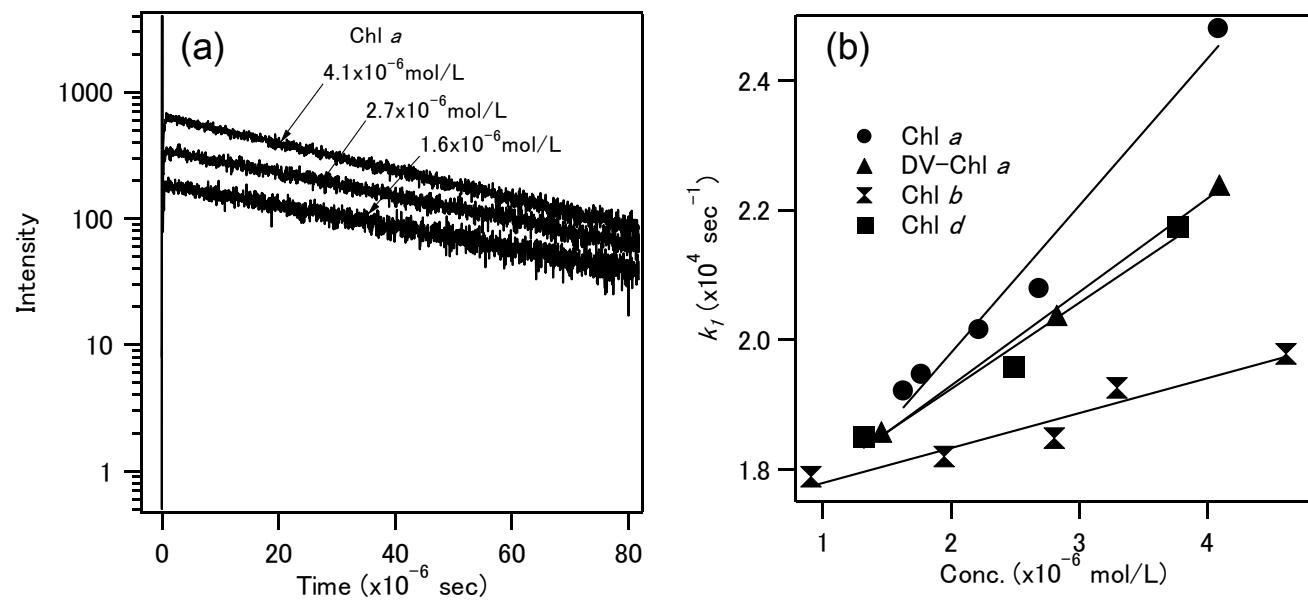 (a)
Chl a
4.1x10⁻⁶mol/L
2.7x10⁻⁶mol/L
1.6x10⁻⁶mol/L
1000
100
10
1
Intensity
0 20 40 60 80
Time (x10⁻⁶ sec)
(b)
Chl a
DV-Chl a
Chl b
Chl d
2.4
2.2
2.0
1.8
k₁ (x10⁴ sec⁻¹)
1 2 3 4
Conc. (x10⁻⁶ mol/L)